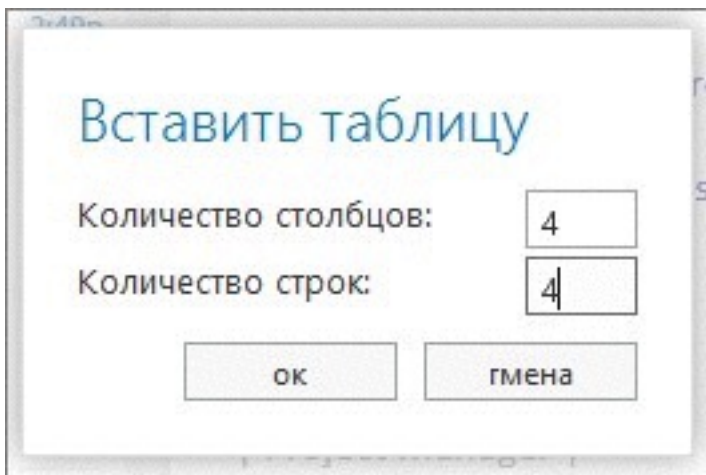 Вставить таблицу
Количество столбцов: 4
Количество строк: 4
ок гмена